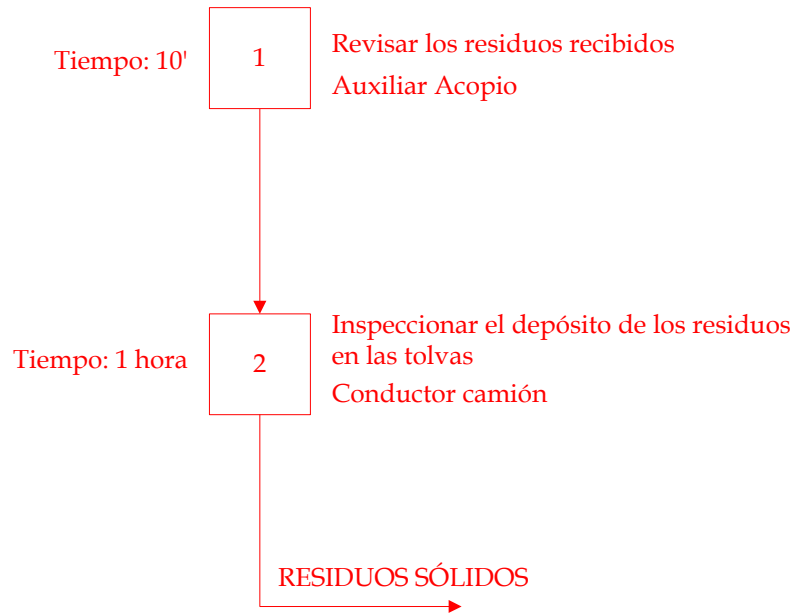 Tiempo: 10'
1
Revisar los residuos recibidos
Auxiliar Acopio
Tiempo: 1 hora
2
Inspeccionar el depósito de los residuos
en las tolvas
Conductor camión
RESIDUOS SÓLIDOS